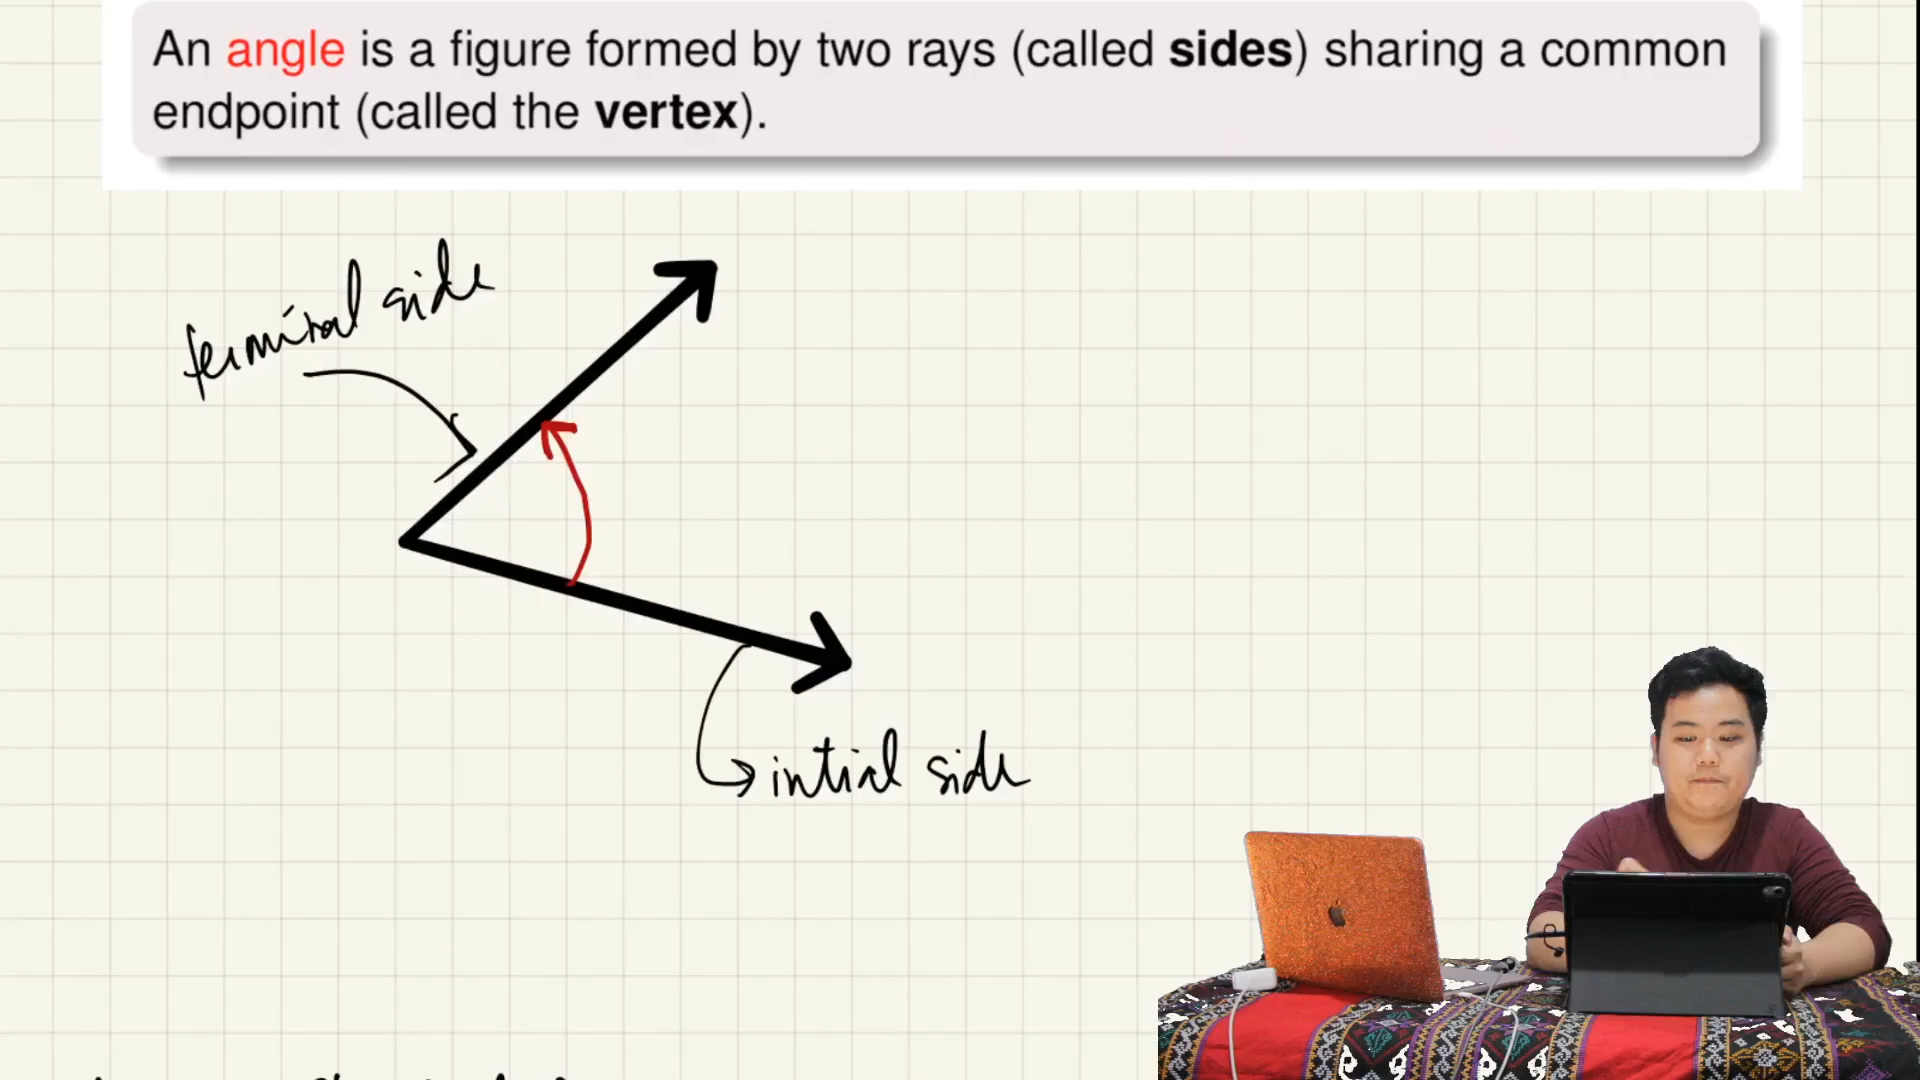 An angle is a figure formed by two rays (called sides) sharing a common
endpoint (called the vertex).
terminal side
intial side